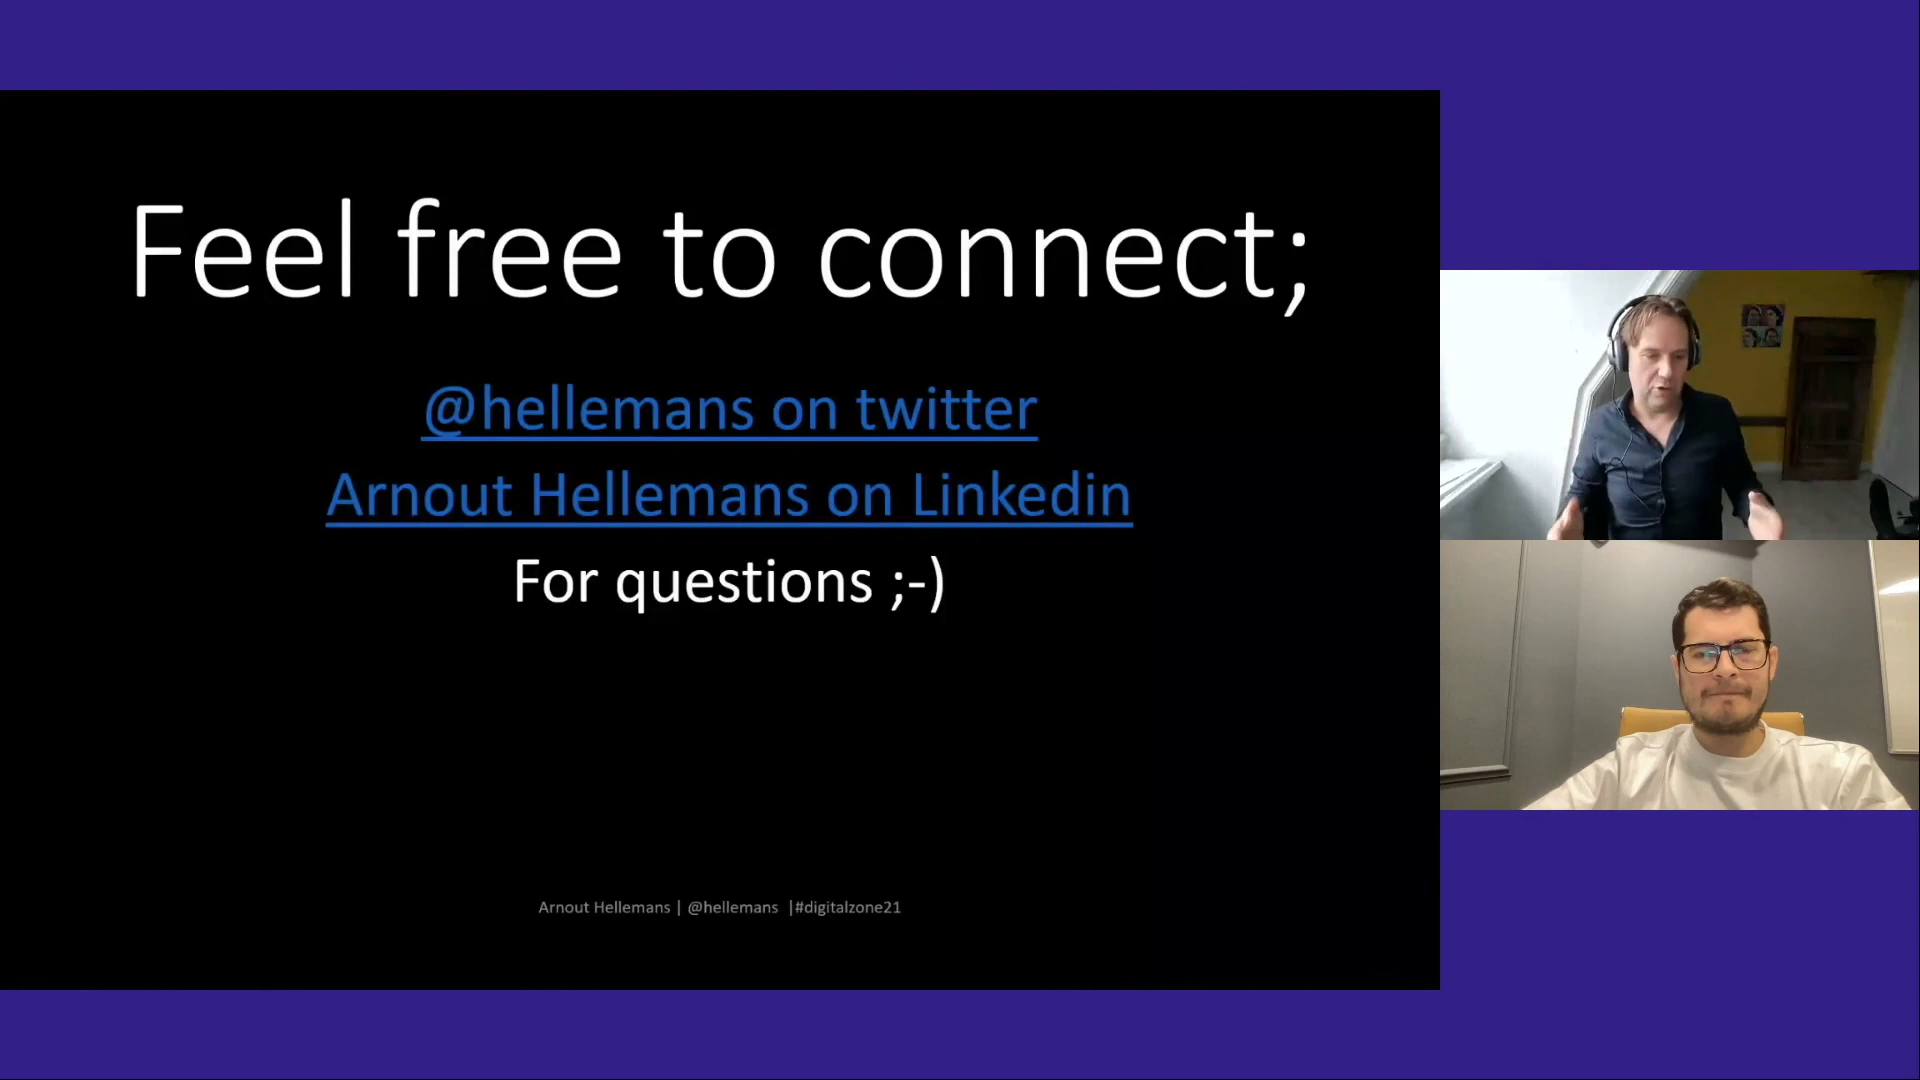 Feel free to connect;
@hellemans on twitter
Arnout Hellemans on Linkedin
For questions ;-)
Arnout Hellemans | @hellemans |#digitalzone21